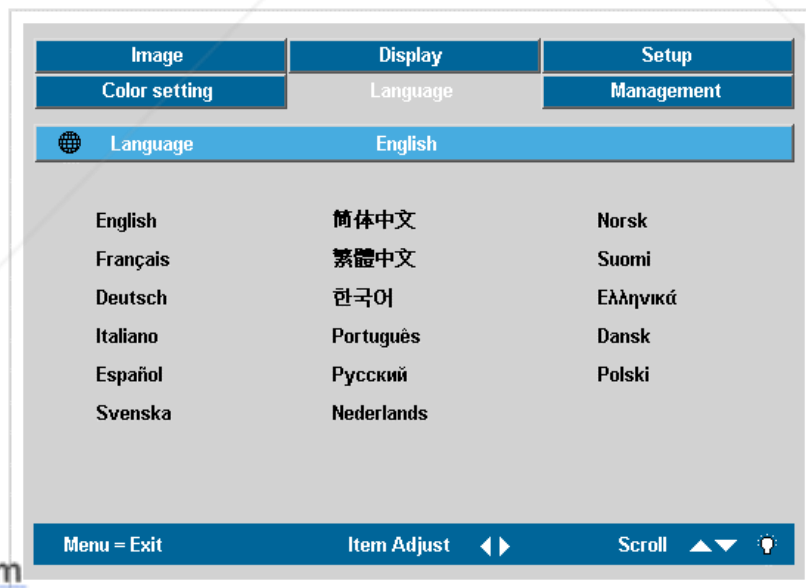 Image Display Setup
Color setting Language Management
Language English
English 简体中文 Norsk
Français 繁體中文 Suomi
Deutsch 한국어 Ελληνικά
Italiano Português Dansk
Español Русский Polski
Svenska Nederlands
Menu = Exit Item Adjust Scroll
m